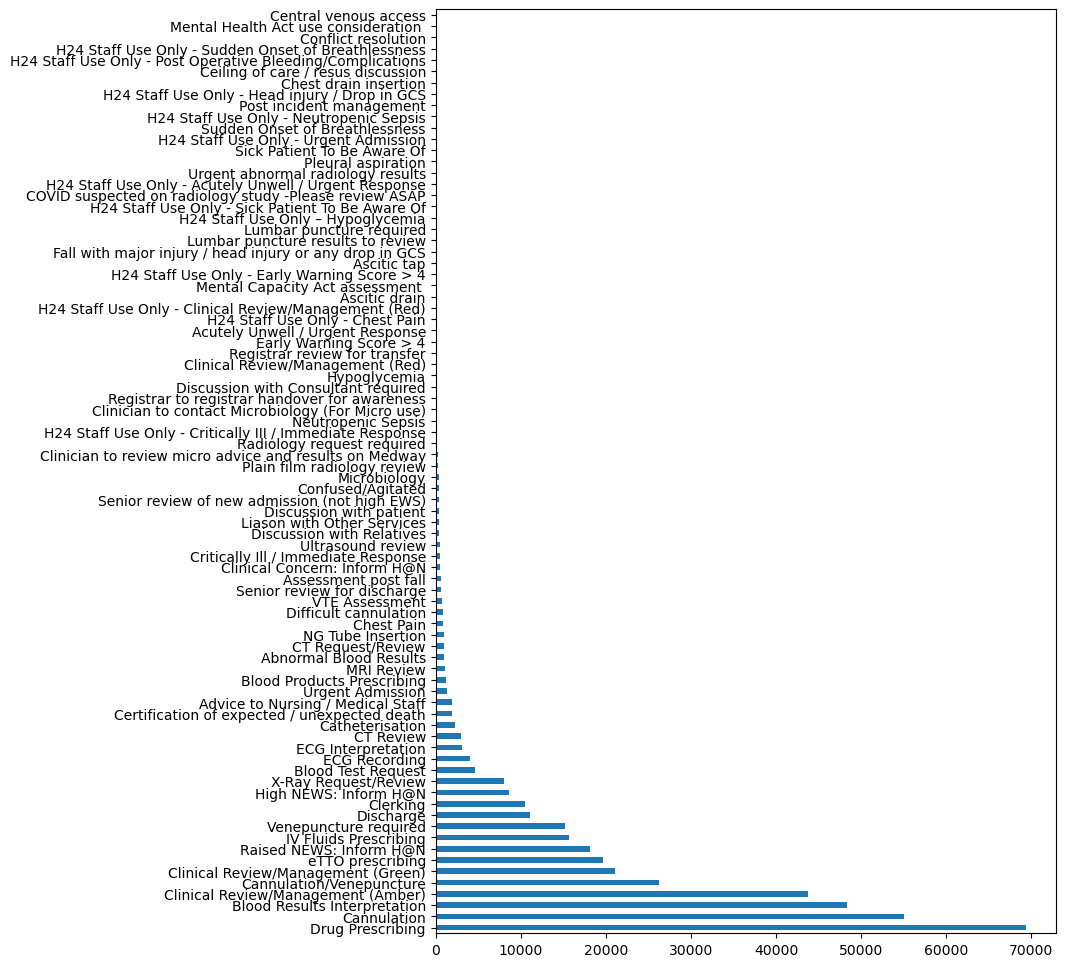 Central venous access
Mental Health Act use consideration
Conflict resolution
H24 Staff Use Only - Sudden Onset of Breathlessness
H24 Staff Use Only - Post Operative Bleeding/Complications
Ceiling of care / resus discussion
Chest drain insertion
H24 Staff Use Only - Head injury / Drop in GCS
Post incident management
H24 Staff Use Only - Neutropenic Sepsis
Sudden Onset of Breathlessness
H24 Staff Use Only - Urgent Admission
Sick Patient To Be Aware Of
Pleural aspiration
Urgent abnormal radiology results
H24 Staff Use Only - Acutely Unwell / Urgent Response
COVID suspected on radiology study -Please review ASAP
H24 Staff Use Only - Sick Patient To Be Aware Of
H24 Staff Use Only – Hypoglycemia
Lumbar puncture required
Lumbar puncture results to review
Fall with major injury / head injury or any drop in GCS
Ascitic tap
H24 Staff Use Only - Early Warning Score > 4
Mental Capacity Act assessment
Ascitic drain
H24 Staff Use Only - Clinical Review/Management (Red)
H24 Staff Use Only - Chest Pain
Acutely Unwell / Urgent Response
Early Warning Score > 4
Registrar review for transfer
Clinical Review/Management (Red)
Hypoglycemia
Discussion with Consultant required
Registrar to registrar handover for awareness
Clinician to contact Microbiology (For Micro use)
Neutropenic Sepsis
H24 Staff Use Only - Critically Ill / Immediate Response
Radiology request required
Clinician to review micro advice and results on Medway
Plain film radiology review
Microbiology
Confused/Agitated
Senior review of new admission (not high EWS)
Discussion with patient
Liason with Other Services
Discussion with Relatives
Ultrasound review
Critically Ill / Immediate Response
Clinical Concern: Inform H@N
Assessment post fall
Senior review for discharge
VTE Assessment
Difficult cannulation
Chest Pain
NG Tube Insertion
CT Request/Review
Abnormal Blood Results
MRI Review
Blood Products Prescribing
Urgent Admission
Advice to Nursing / Medical Staff
Certification of expected / unexpected death
Catheterisation
CT Review
ECG Interpretation
ECG Recording
Blood Test Request
X-Ray Request/Review
High NEWS: Inform H@N
Clerking
Discharge
Venepuncture required
IV Fluids Prescribing
Raised NEWS: Inform H@N
eTTO prescribing
Clinical Review/Management (Green)
Cannulation/Venepuncture
Clinical Review/Management (Amber)
Blood Results Interpretation
Cannulation
Drug Prescribing
0 10000 20000 30000 40000 50000 60000 70000